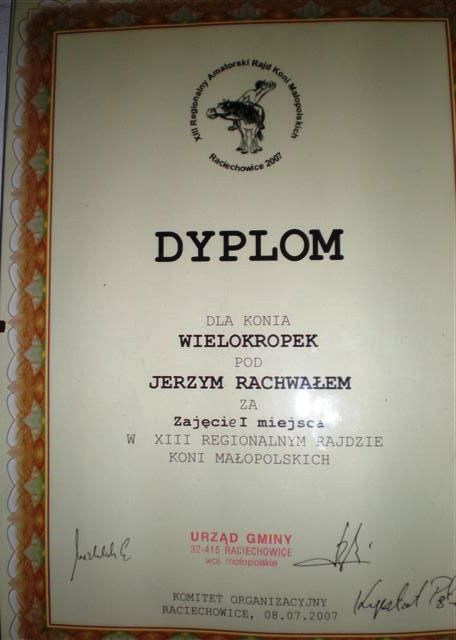 XIII Regionalny Amatorski Rajd Koni Małopolskich
Raciechowice 2007
DYPLOM
DLA KONIA
WIELOKROPEK
POD
JERZYM RACHWAŁEM
ZA
Zajęcie I miejsca
W XIII REGIONALNYM RAJDZIE
KONI MAŁOPOLSKICH
URZĄD GMINY
32-415 RACIECHOWICE
woj. małopolskie
KOMITET ORGANIZACYJNY
RACIECHOWICE, 08.07.2007